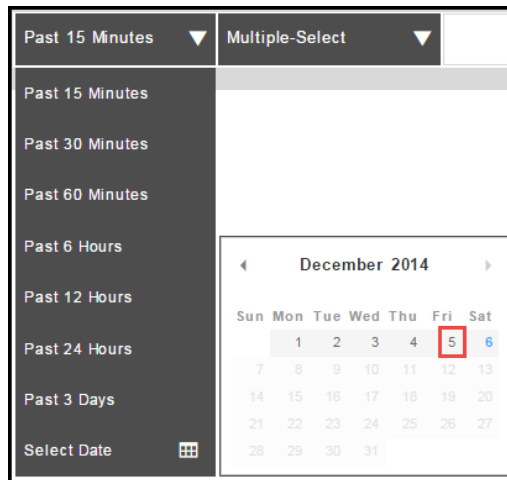 Past 15 Minutes
Multiple-Select
Past 15 Minutes
Past 30 Minutes
Past 60 Minutes
Past 6 Hours
Past 12 Hours
Past 24 Hours
Past 3 Days
Select Date
December 2014
Sun Mon Tue Wed Thu Fri Sat
1 2 3 4 5 6
7 8 9 10 11 12 13
14 15 16 17 18 19 20
21 22 23 24 25 26 27
28 29 30 31